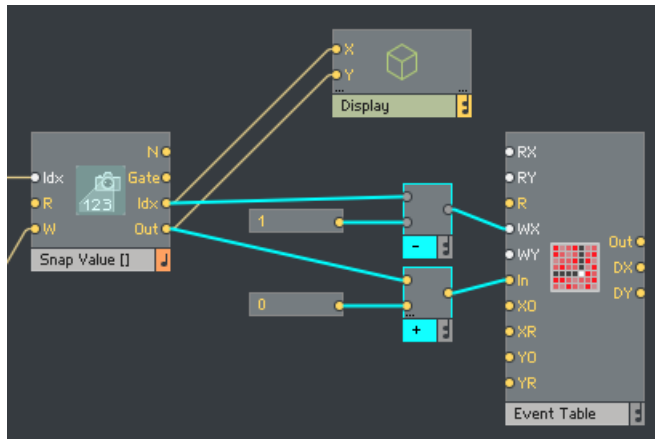 X
Y
Display
Idx
R
W
123
N
Gate
Idx
Out
Snap Value []
1
-
0
+
RX
RY
R
WX
WY
In
XO
XR
YO
YR
Out
DX
DY
Event Table